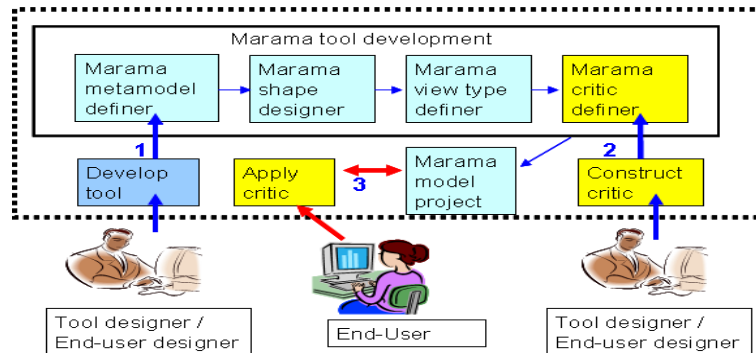 Marama tool development
Marama
metamodel
definer
Marama
shape
designer
Marama
view type
definer
Marama
critic
definer
1
2
Develop
tool
Apply
critic
3
Marama
model
project
Construct
critic
Tool designer /
End-user designer
End-User
Tool designer /
End-user designer